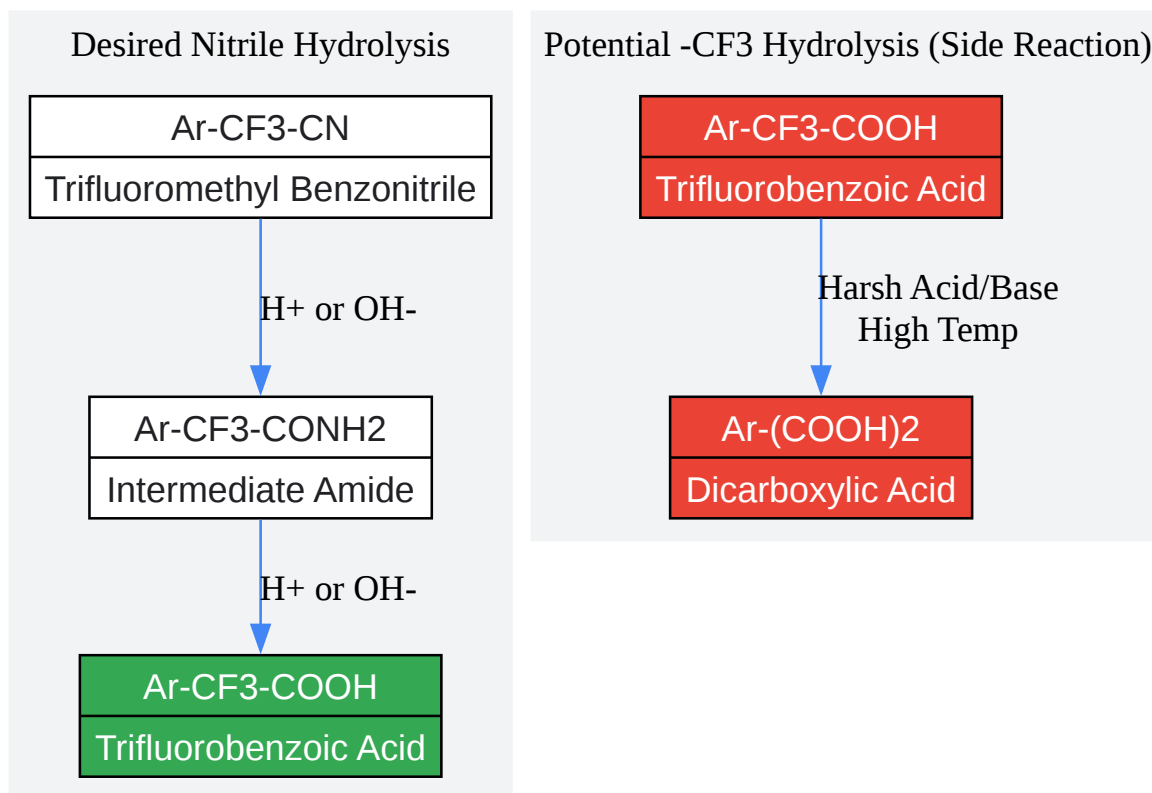 Desired Nitrile Hydrolysis
Ar-CF3-CN
Trifluoromethyl Benzonitrile
H+ or OH-
Ar-CF3-CONH2
Intermediate Amide
H+ or OH-
Ar-CF3-COOH
Trifluorobenzoic Acid
Potential -CF3 Hydrolysis (Side Reaction)
Ar-CF3-COOH
Trifluorobenzoic Acid
Harsh Acid/Base
High Temp
Ar-(COOH)2
Dicarboxylic Acid